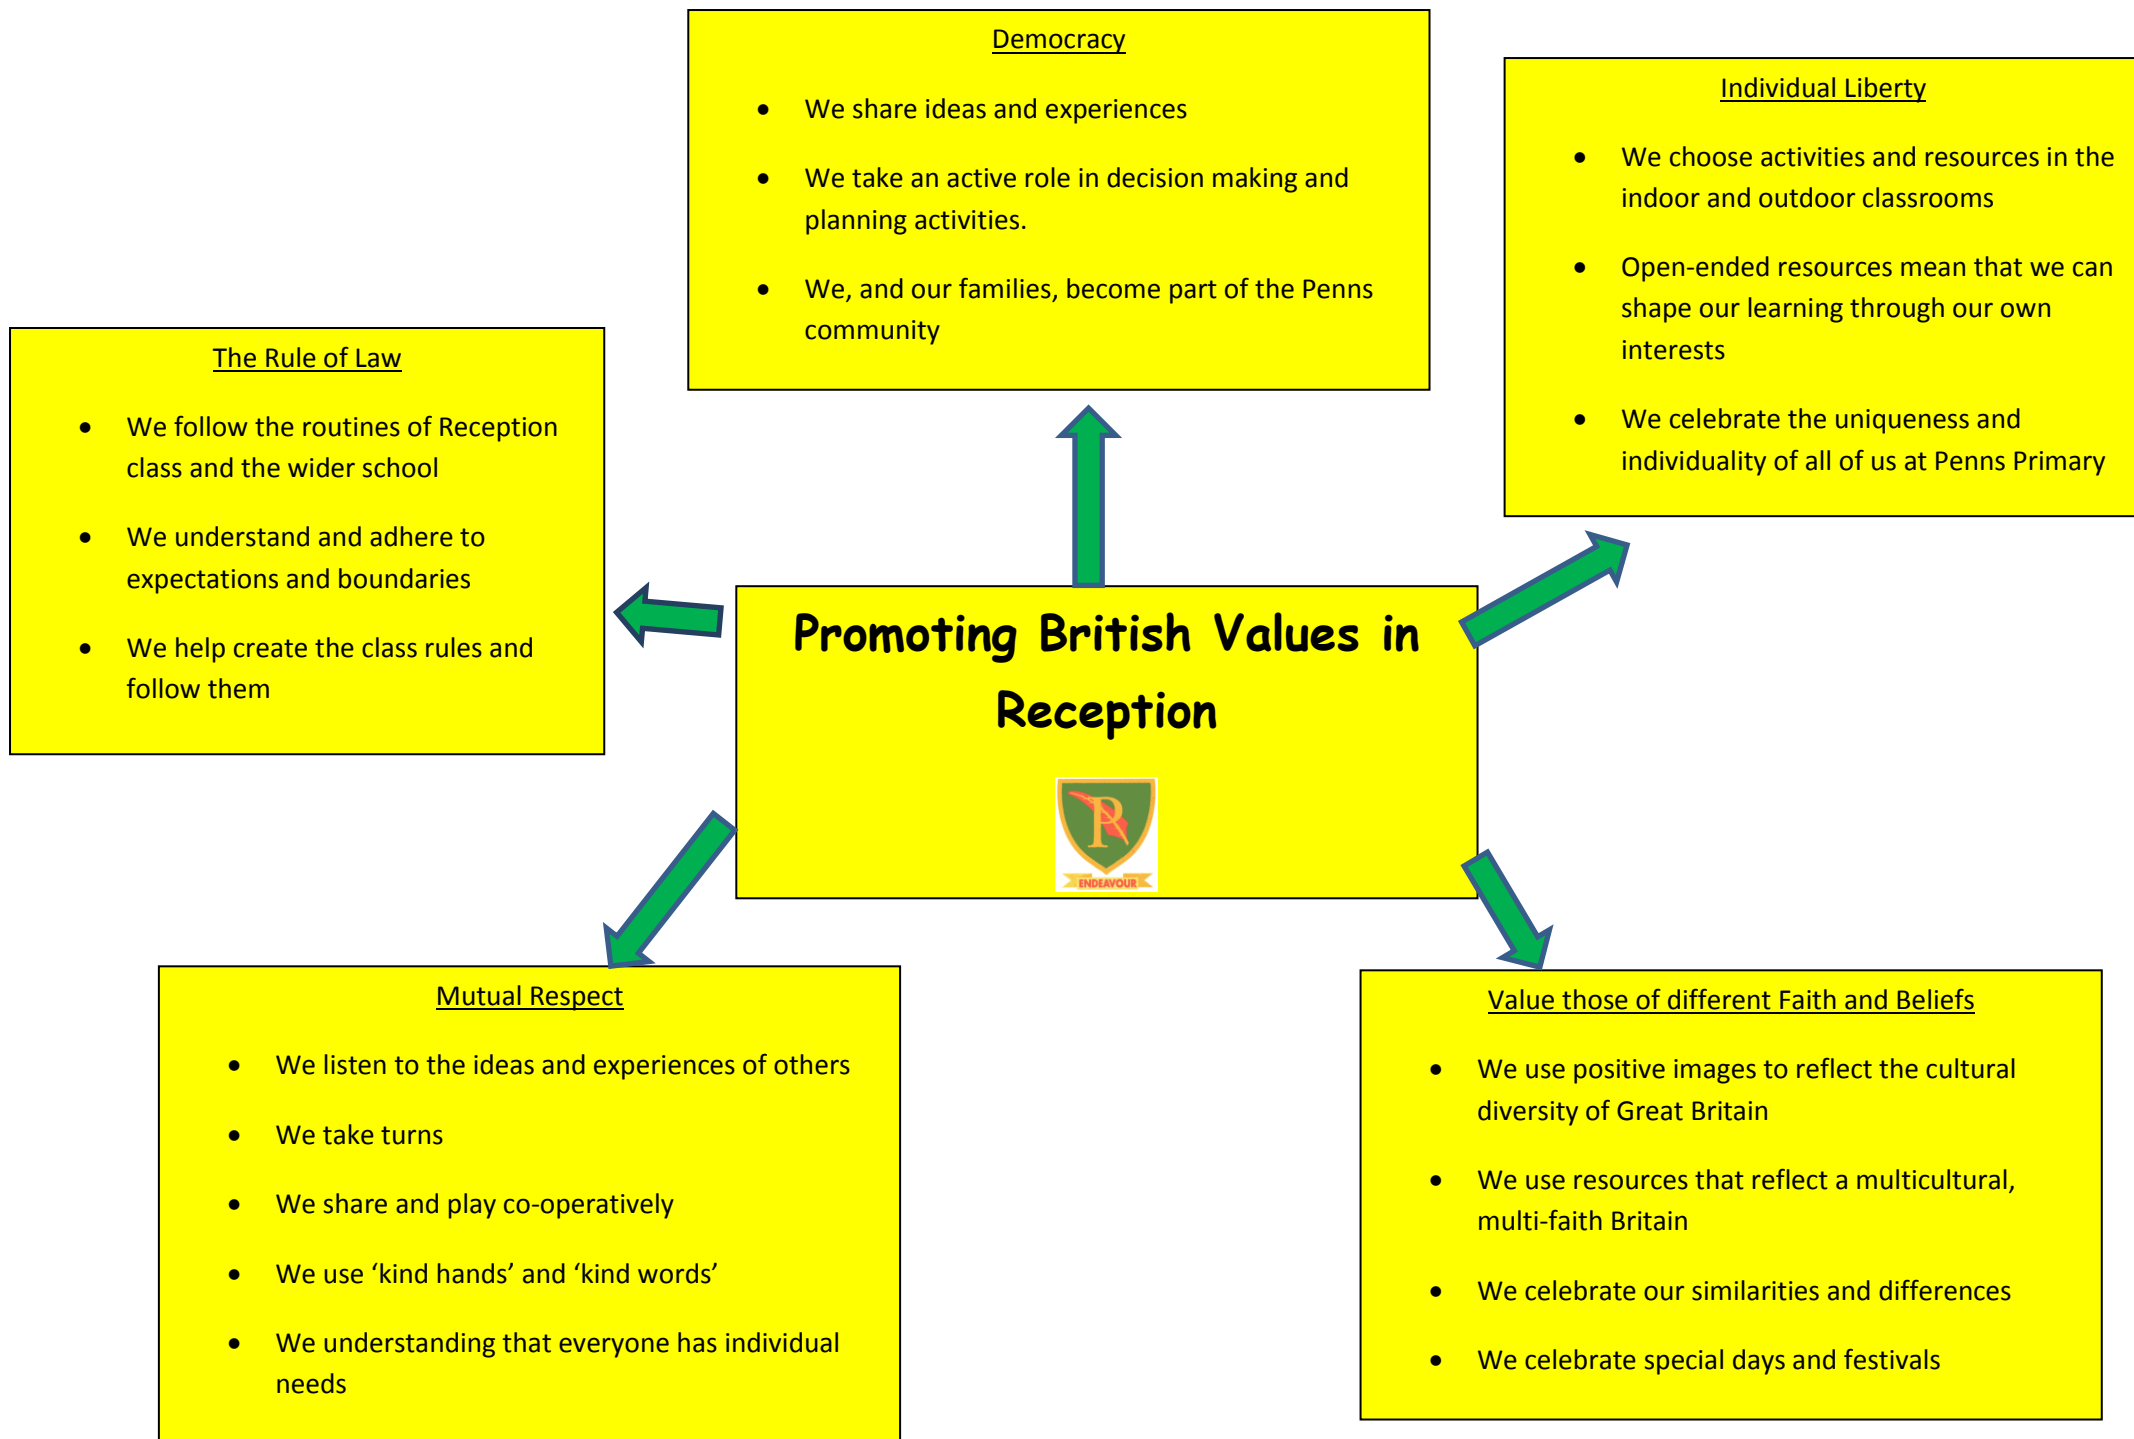 Democracy
• We share ideas and experiences
• We take an active role in decision making and
planning activities.
• We, and our families, become part of the Penns
community
Individual Liberty
• We choose activities and resources in the
indoor and outdoor classrooms
• Open-ended resources mean that we can
shape our learning through our own
interests
• We celebrate the uniqueness and
individuality of all of us at Penns Primary
The Rule of Law
• We follow the routines of Reception
class and the wider school
• We understand and adhere to
expectations and boundaries
• We help create the class rules and
follow them
Promoting British Values in
Reception
P
ENDEAVOUR
Mutual Respect
• We listen to the ideas and experiences of others
• We take turns
• We share and play co-operatively
• We use ‘kind hands’ and ‘kind words’
• We understanding that everyone has individual
needs
Value those of different Faith and Beliefs
• We use positive images to reflect the cultural
diversity of Great Britain
• We use resources that reflect a multicultural,
multi-faith Britain
• We celebrate our similarities and differences
• We celebrate special days and festivals